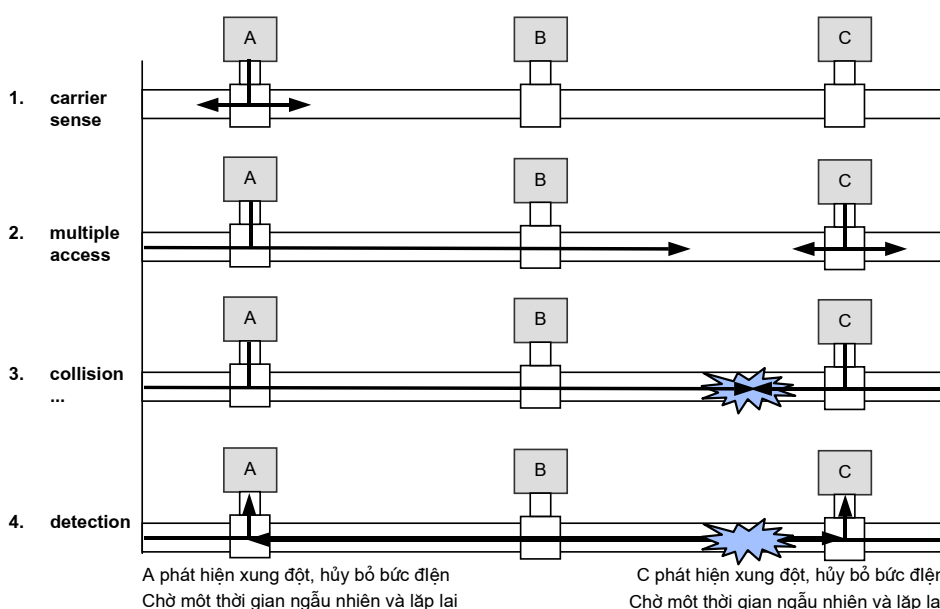 A B C
1. carrier
sense
A B C
2. multiple
access
A B C
3. collision
...
A B C
4. detection
A phát hiện xung đột, hủy bỏ bức điện
Chờ một thời gian ngẫu nhiên và lặp lại
C phát hiện xung đột, hủy bỏ bức điện
Chờ một thời gian ngẫu nhiên và lặp lại